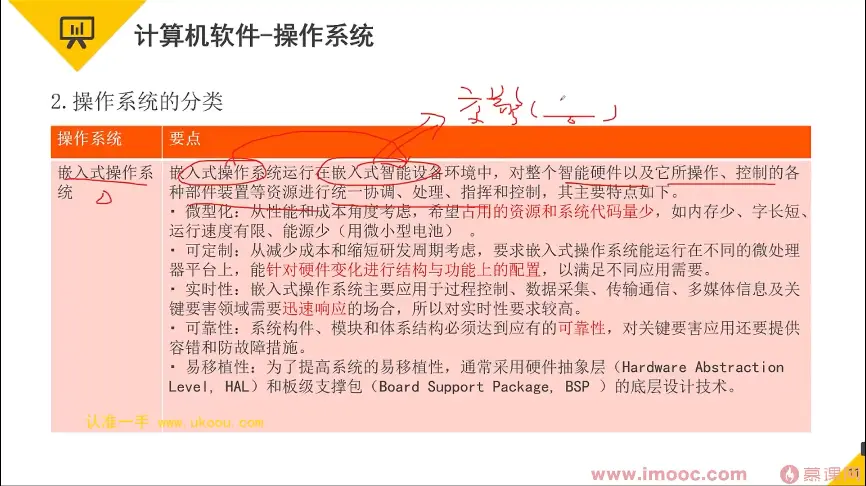 计算机软件-操作系统
2.操作系统的分类
交警(
操作系统 要点
嵌入式操作系统
嵌入式操作系统运行在嵌入式智能设备环境中，对整个智能硬件以及它所操作、控制的各
种部件装置等资源进行统一协调、处理、指挥和控制，其主要特点如下。
·微型化：从性能和成本角度考虑，希望占用的资源和系统代码量少，如内存少、字长短、
运行速度有限、能源少（用微小型电池）。
·可定制：从减少成本和缩短研发周期考虑，要求嵌入式操作系统能运行在不同的微处理
器平台上，能针对硬件变化进行结构与功能上的配置，以满足不同应用需要。
·实时性：嵌入式操作系统主要应用于过程控制、数据采集、传输通信、多媒体信息及关
键要害领域需要迅速响应的场合，所以对实时性要求较高。
·可靠性：系统构件、模块和体系结构必须达到应有的可靠性，对关键要害应用还要提供
容错和防故障措施。
·易移植性：为了提高系统的易移植性，通常采用硬件抽象层（Hardware Abstraction
Level, HAL）和板级支撑包（Board Support Package, BSP ）的底层设计技术。
认准一手 www.ukoou.com
www.imooc.com 慕课
11